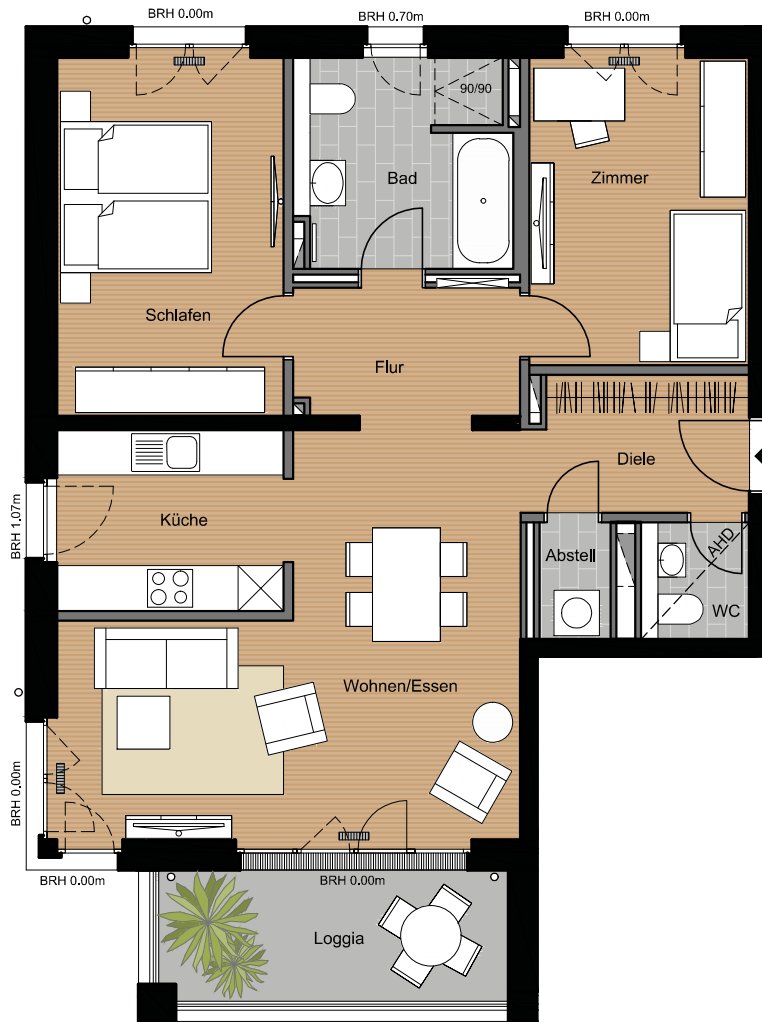 BRH 0.00m
BRH 0.70m
BRH 0.00m
90/90
Bad
Zimmer
Schlafen
Flur
Diele
BRH 1.07m
Küche
AHD
Abstell
WC
Wohnen/Essen
BRH 0.00m
BRH 0.00m
BRH 0.00m
Loggia